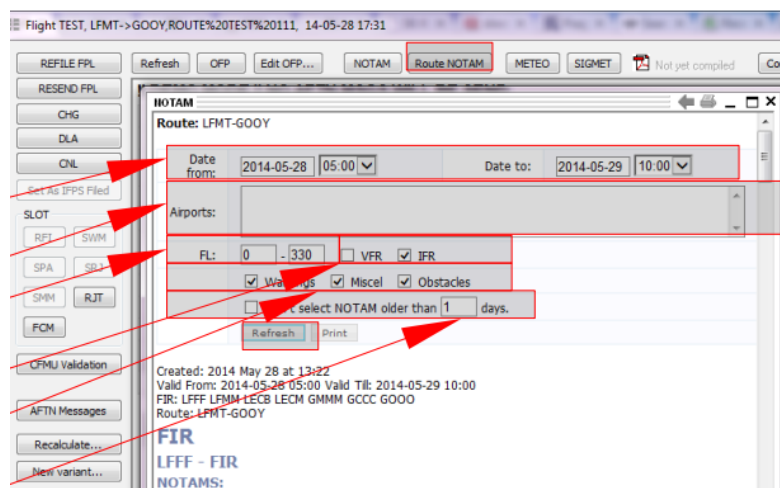 Flight TEST, LFMT->GOOY,ROUTE%20TEST%20111, 14-05-28 17:31
REFILE FPL
Refresh OFP Edit OFP... NOTAM Route NOTAM METEO SIGMET Not yet compiled Co
RESEND FPL
CHG
DLA
CNL
Set As IFPS Filed
SLOT
RFI SWM
SPA SRJ
SMM RJT
FCM
CFMU Validation
AFTN Messages
Recalculate...
New variant...
NOTAM
Route: LFMT-GOOY
Date from: 2014-05-28 05:00 Date to: 2014-05-29 10:00
Airports:
FL: 0 - 330 VFR IFR
Warnings Miscel Obstacles
select NOTAM older than 1 days.
Refresh Print
Created: 2014 May 28 at 13:22
Valid From: 2014-05-28 05:00 Valid Till: 2014-05-29 10:00
FIR: LFFF LFMM LECB LECM GMMM GCCC GOOO
Route: LFMT-GOOY
FIR
LFFF - FIR
NOTAMS: